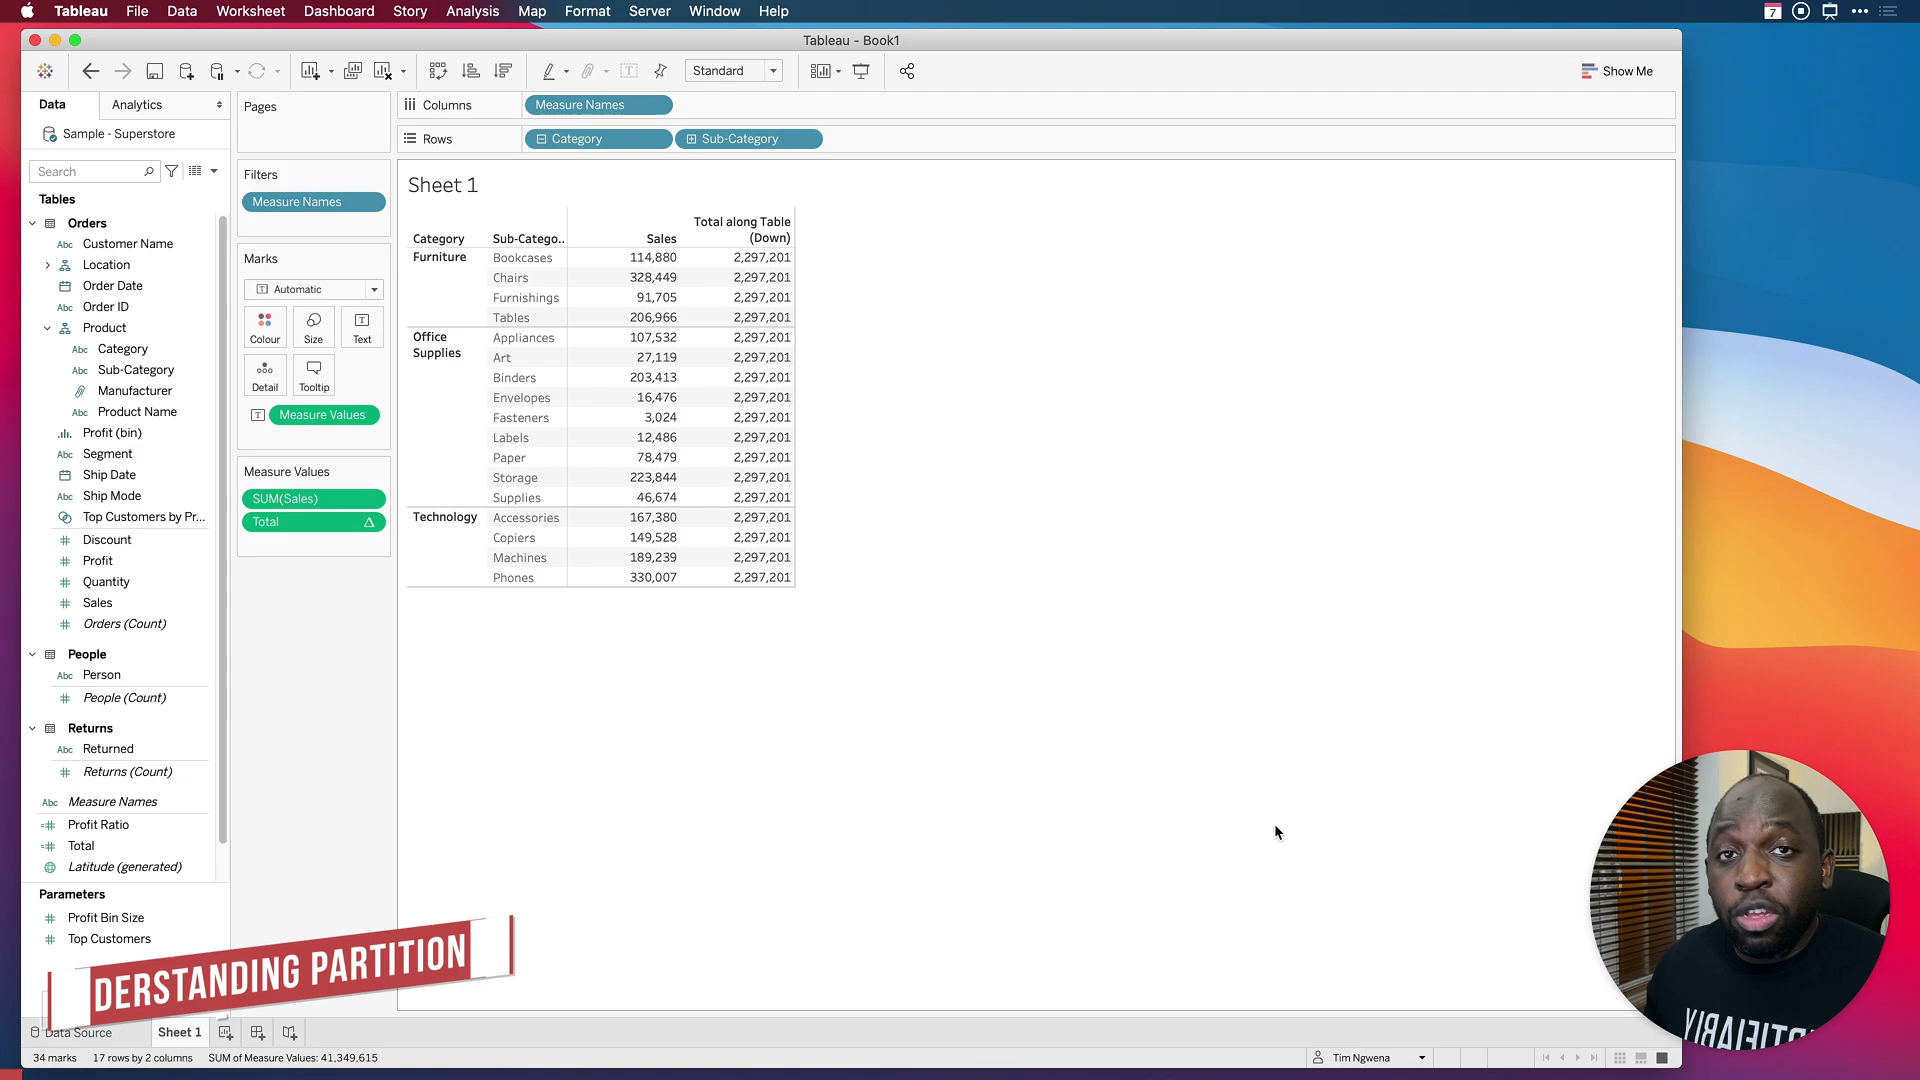 Tableau File Data Worksheet Dashboard Story Analysis Map Format Server Window Help
7
Tableau - Book1
Standard
Show Me
Data Analytics
Sample - Superstore
Search
Tables
Orders
Abc Customer Name
Location
Order Date
Abc Order ID
Product
Abc Category
Abc Sub-Category
Manufacturer
Abc Product Name
Profit (bin)
Abc Segment
Ship Date
Abc Ship Mode
Top Customers by Pr...
Discount
Profit
Quantity
Sales
Orders (Count)
People
Abc Person
People (Count)
Returns
Abc Returned
Returns (Count)
Abc Measure Names
Profit Ratio
Total
Latitude (generated)
Parameters
Profit Bin Size
Top Customers
Pages
Filters
Measure Names
Marks
Automatic
Colour Size Text
Detail Tooltip
Measure Values
Measure Values
SUM(Sales)
Total
Columns Measure Names
Rows Category Sub-Category
Sheet 1
Total along Table
Category Sub-Catego.. Sales (Down)
Furniture Bookcases 114,880 2,297,201
Chairs 328,449 2,297,201
Furnishings 91,705 2,297,201
Tables 206,966 2,297,201
Office Appliances 107,532 2,297,201
Supplies Art 27,119 2,297,201
Binders 203,413 2,297,201
Envelopes 16,476 2,297,201
Fasteners 3,024 2,297,201
Labels 12,486 2,297,201
Paper 78,479 2,297,201
Storage 223,844 2,297,201
Supplies 46,674 2,297,201
Technology Accessories 167,380 2,297,201
Copiers 149,528 2,297,201
Machines 189,239 2,297,201
Phones 330,007 2,297,201
DERSTANDING PARTITION
Data Source Sheet 1
34 marks 17 rows by 2 columns SUM of Measure Values: 41,349,615
Tim Ngwena